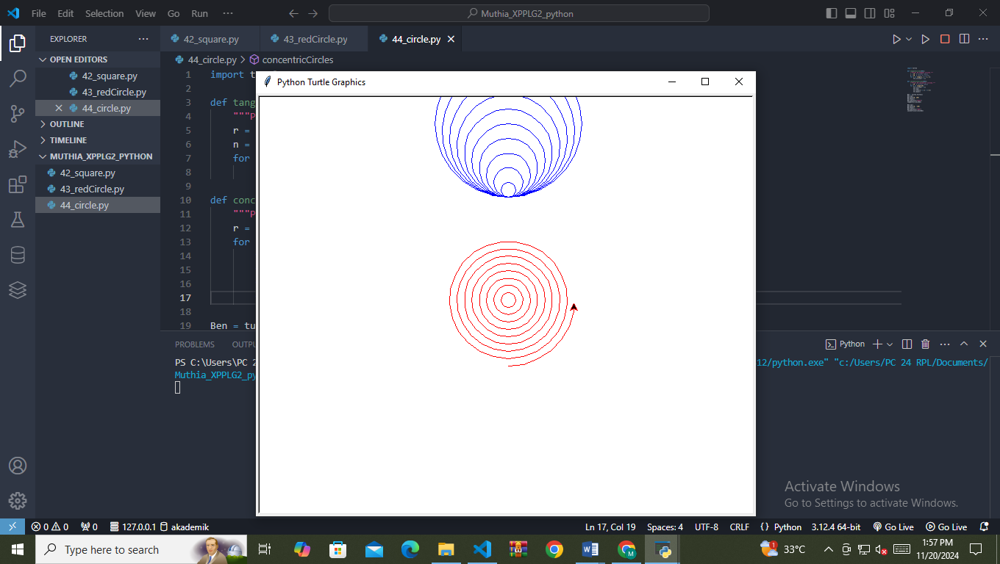 File Edit Selection View Go Run ··· Muthia_XPPLG2_python
EXPLORER ···
OPEN EDITORS
42_square.py
43_redCircle.py
44_circle.py
OUTLINE
TIMELINE
MUTHIA_XPPLG2_PYTHON
42_square.py
43_redCircle.py
44_circle.py
42_square.py 43_redCircle.py 44_circle.py
44_circle.py > concentricCircles
Python Turtle Graphics
1 import t
2
3 def tang
4 """P
5 r =
6 n =
7 for
8
9
10 def conc
11 """P
12 r =
13 for
14
15
16
17
18
19 Ben = tu
PROBLEMS OUTPU
Python
PS C:\Users\PC 2
12/python.exe" "c:/Users/PC 24 RPL/Documents/
Muthia_XPPLG2_py
Activate Windows
Go to Settings to activate Windows.
0 0 0 127.0.0.1 akademik Ln 17, Col 19 Spaces: 4 UTF-8 CRLF {} Python 3.12.4 64-bit Go Live Go Live
Type here to search
1 33°C
1:57 PM
11/20/2024